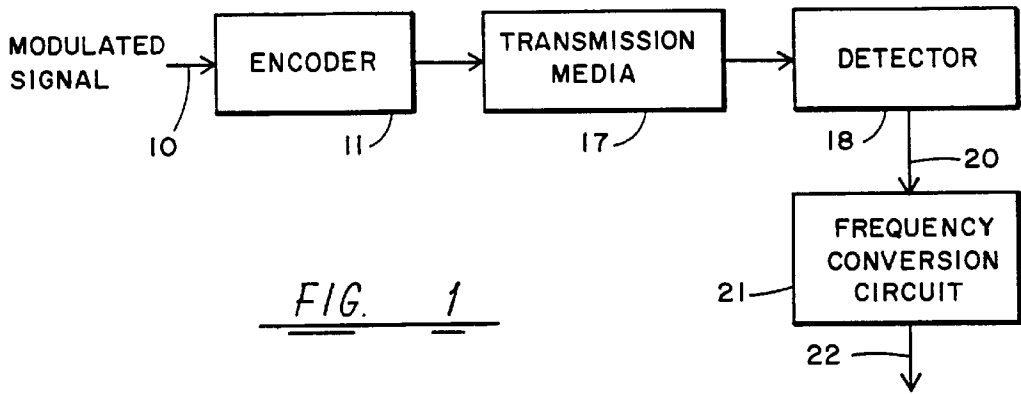 MODULATED
SIGNAL
10
ENCODER
11
TRANSMISSION
MEDIA
17
DETECTOR
18
20
FREQUENCY
CONVERSION
CIRCUIT
21
22
FIG. 1